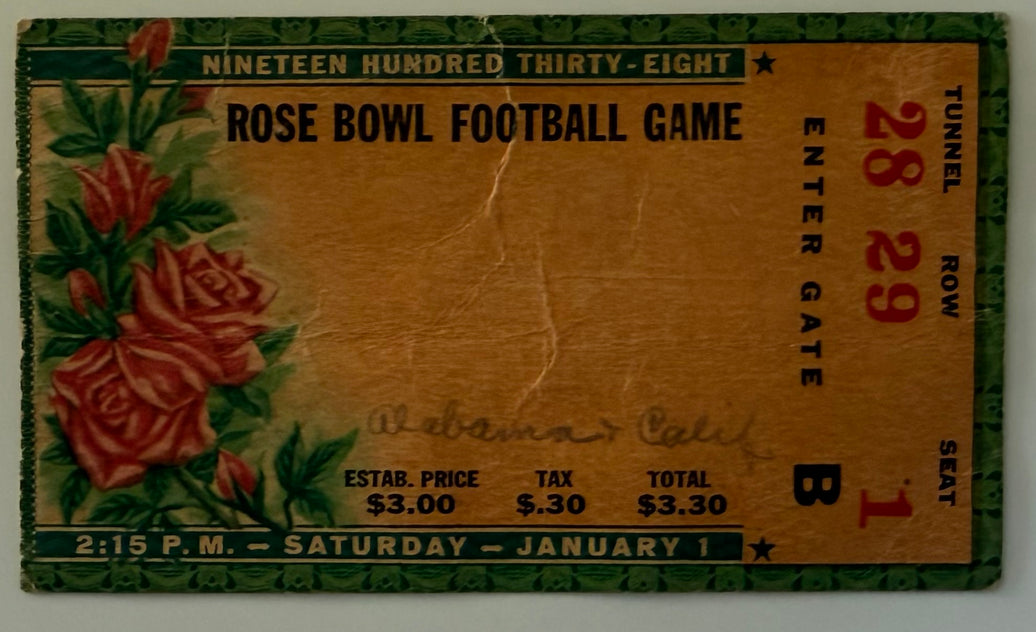 NINETEEN HUNDRED THIRTY-EIGHT
ROSE BOWL FOOTBALL GAME
Alabama + Calif
ESTAB. PRICE TAX TOTAL
$3.00 $.30 $3.30
2:15 P.M. – SATURDAY – JANUARY 1
TUNNEL ROW SEAT
28 29 1
ENTER GATE B